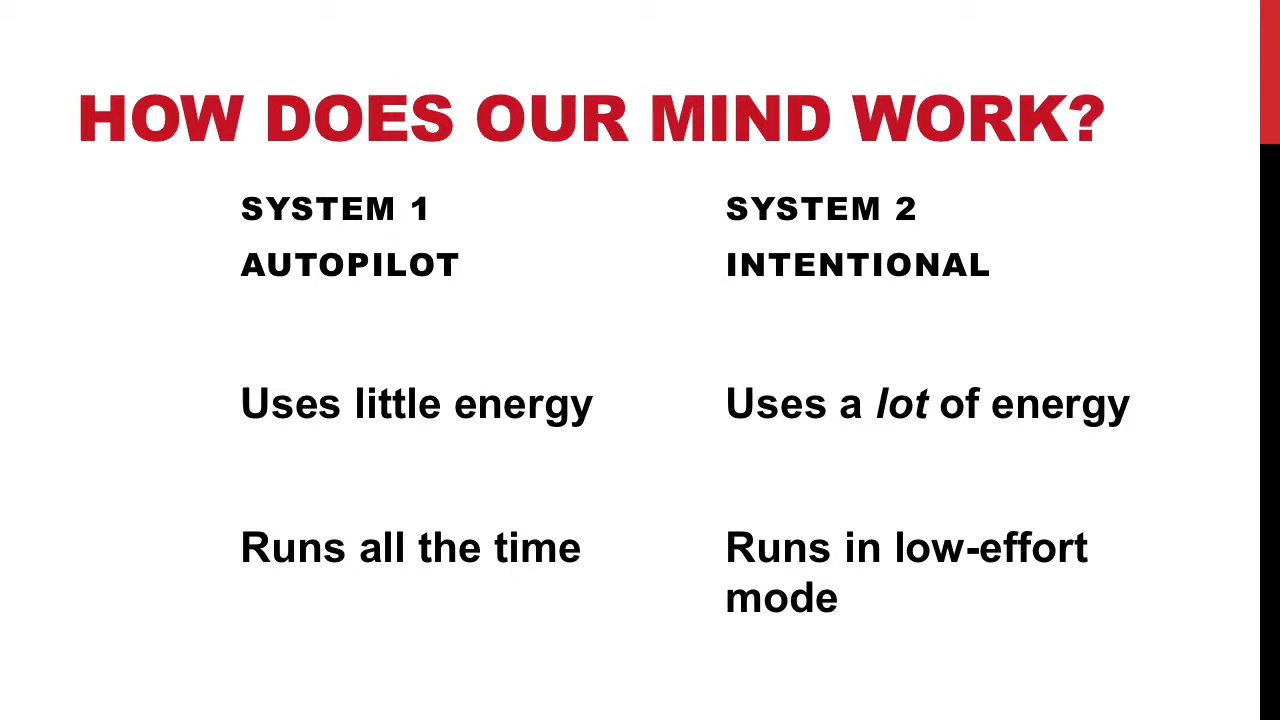 HOW DOES OUR MIND WORK?
SYSTEM 1
AUTOPILOT
Uses little energy
Runs all the time
SYSTEM 2
INTENTIONAL
Uses a lot of energy
Runs in low-effort
mode